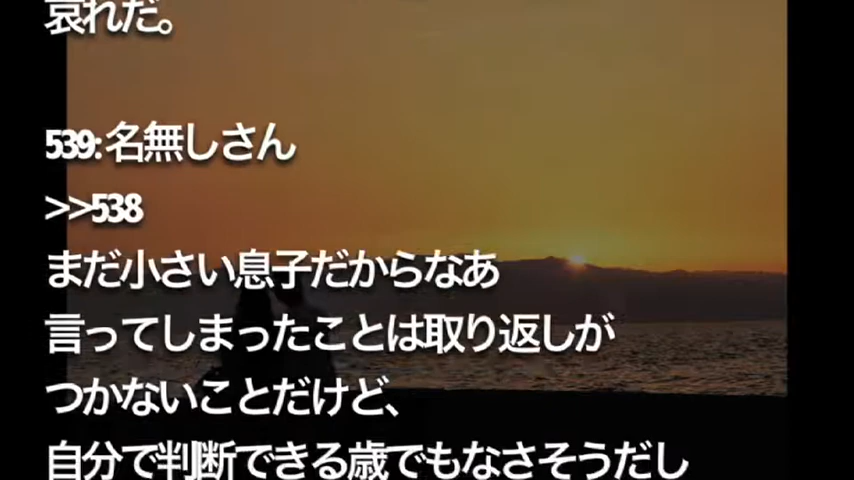 哀れだ。
539:名無しさん
>>538
まだ小さい息子だからなあ
言ってしまったことは取り返しが
つかないことだけど、
自分で判断できる歳でもなさそうだし